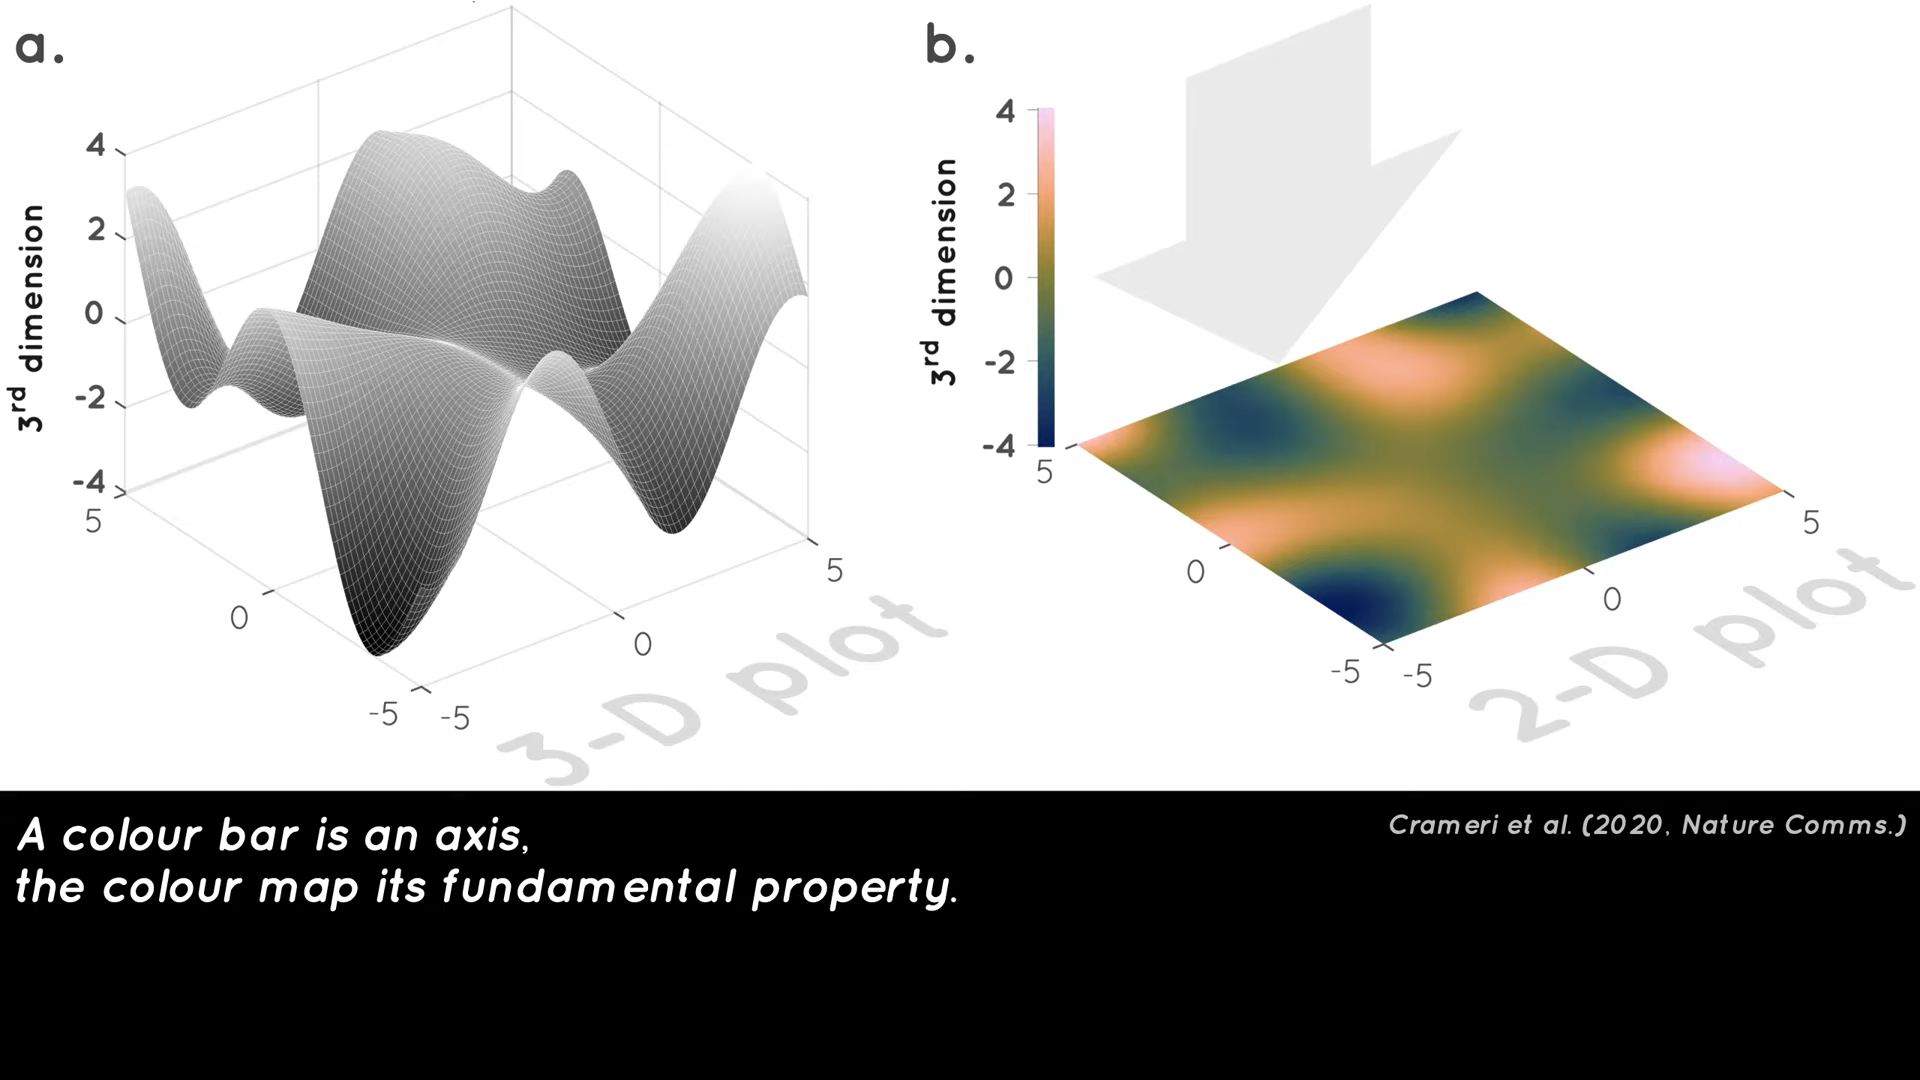 a.
4
2
0
-2
-4
3rd dimension
5
0
-5
-5
0
5
3-D plot
b.
4
2
0
-2
-4
3rd dimension
5
0
-5
-5
0
5
2-D plot
A colour bar is an axis,
the colour map its fundamental property.
Crameri et al. (2020, Nature Comms.)